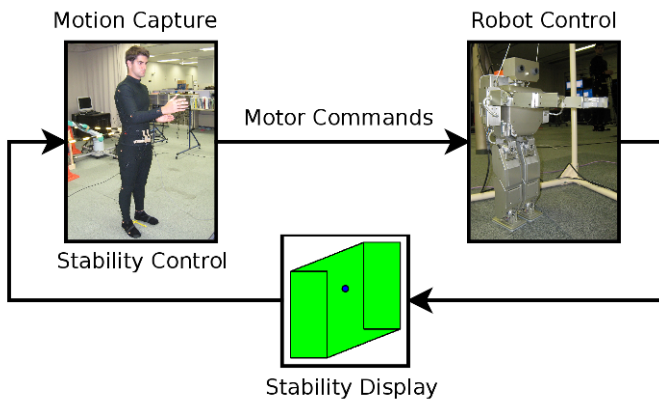 Motion Capture
Robot Control
Motor Commands
Stability Control
Stability Display